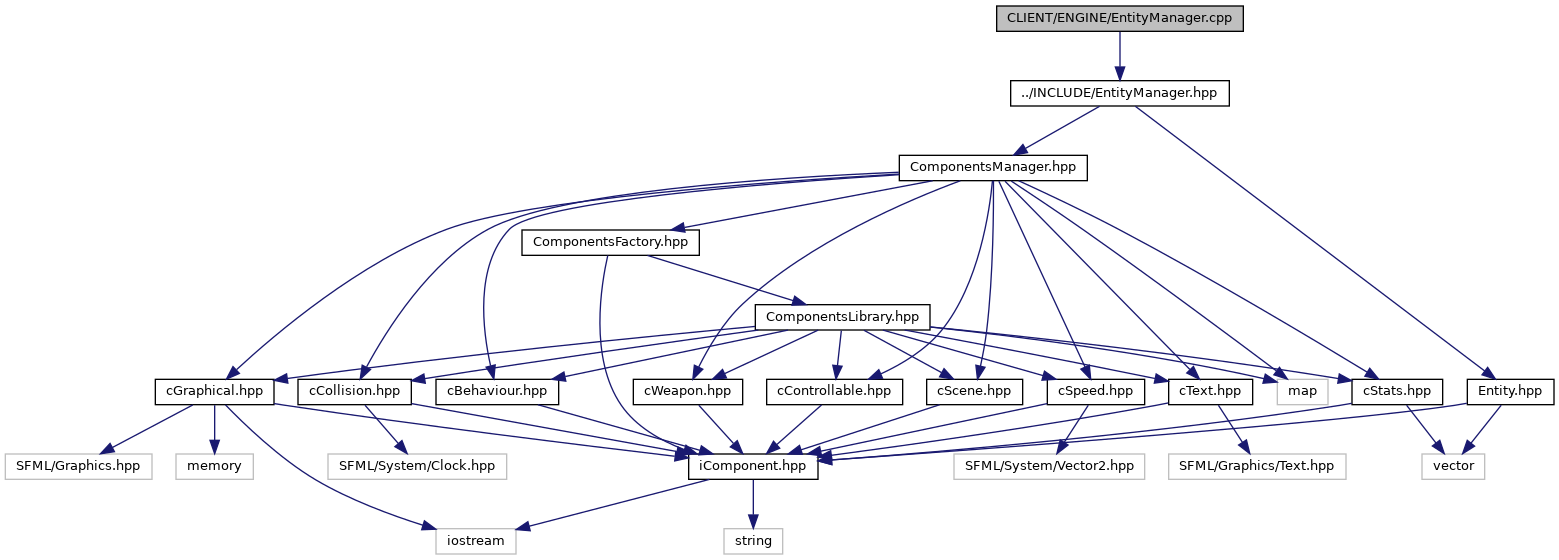 CLIENT/ENGINE/EntityManager.cpp
../INCLUDE/EntityManager.hpp
ComponentsManager.hpp
ComponentsFactory.hpp
ComponentsLibrary.hpp
cGraphical.hpp
cCollision.hpp
cBehaviour.hpp
cWeapon.hpp
cControllable.hpp
cScene.hpp
cSpeed.hpp
cText.hpp
map
cStats.hpp
Entity.hpp
SFML/Graphics.hpp
memory
SFML/System/Clock.hpp
iComponent.hpp
SFML/System/Vector2.hpp
SFML/Graphics/Text.hpp
vector
iostream
string